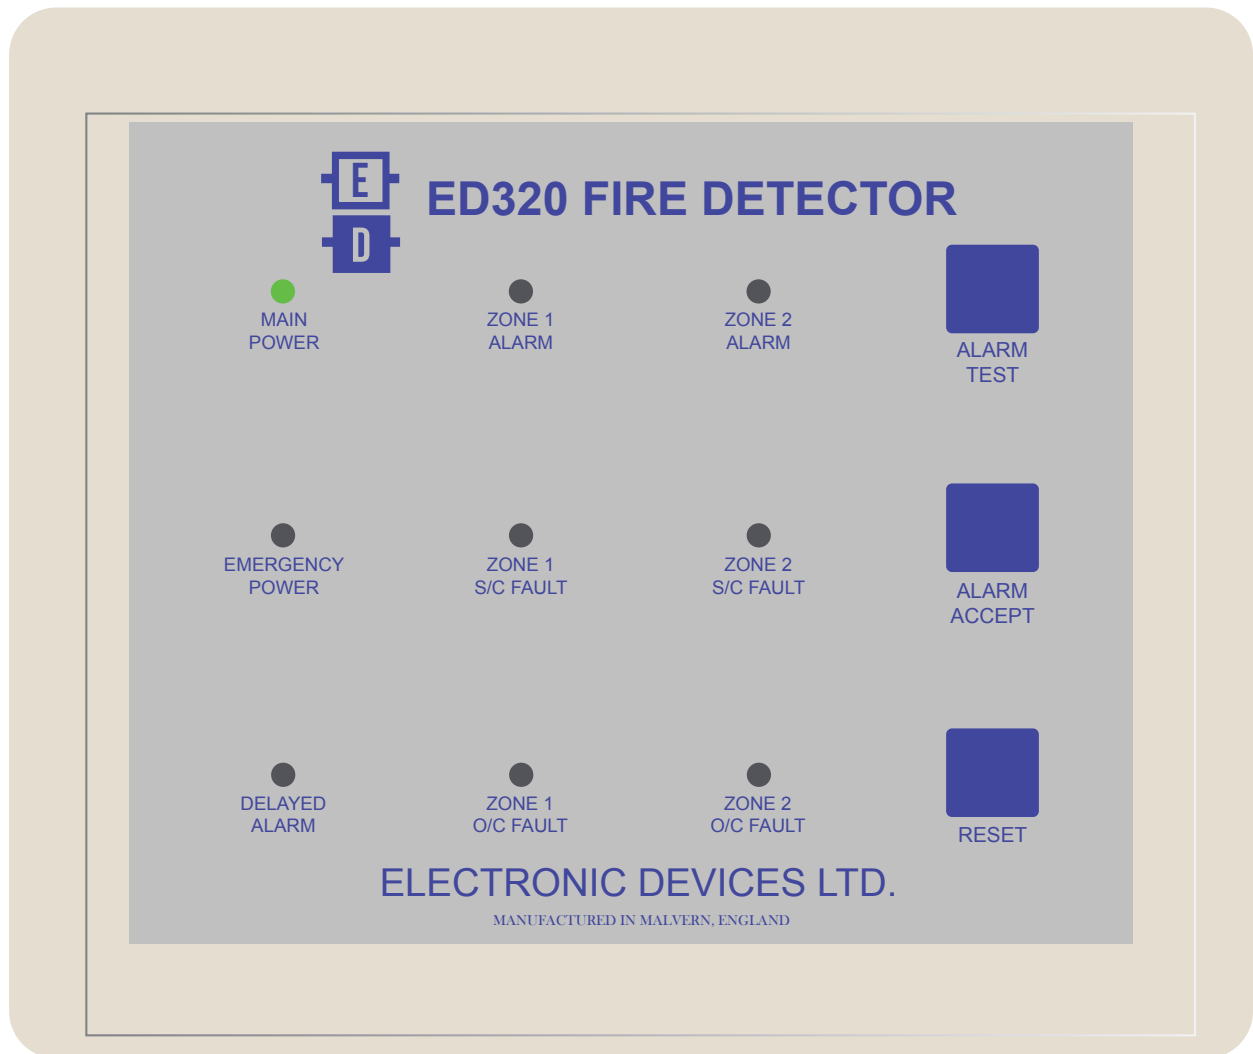 E
D
ED320 FIRE DETECTOR
MAIN
POWER
ZONE 1
ALARM
ZONE 2
ALARM
ALARM
TEST
EMERGENCY
POWER
ZONE 1
S/C FAULT
ZONE 2
S/C FAULT
ALARM
ACCEPT
DELAYED
ALARM
ZONE 1
O/C FAULT
ZONE 2
O/C FAULT
RESET
ELECTRONIC DEVICES LTD.
MANUFACTURED IN MALVERN, ENGLAND